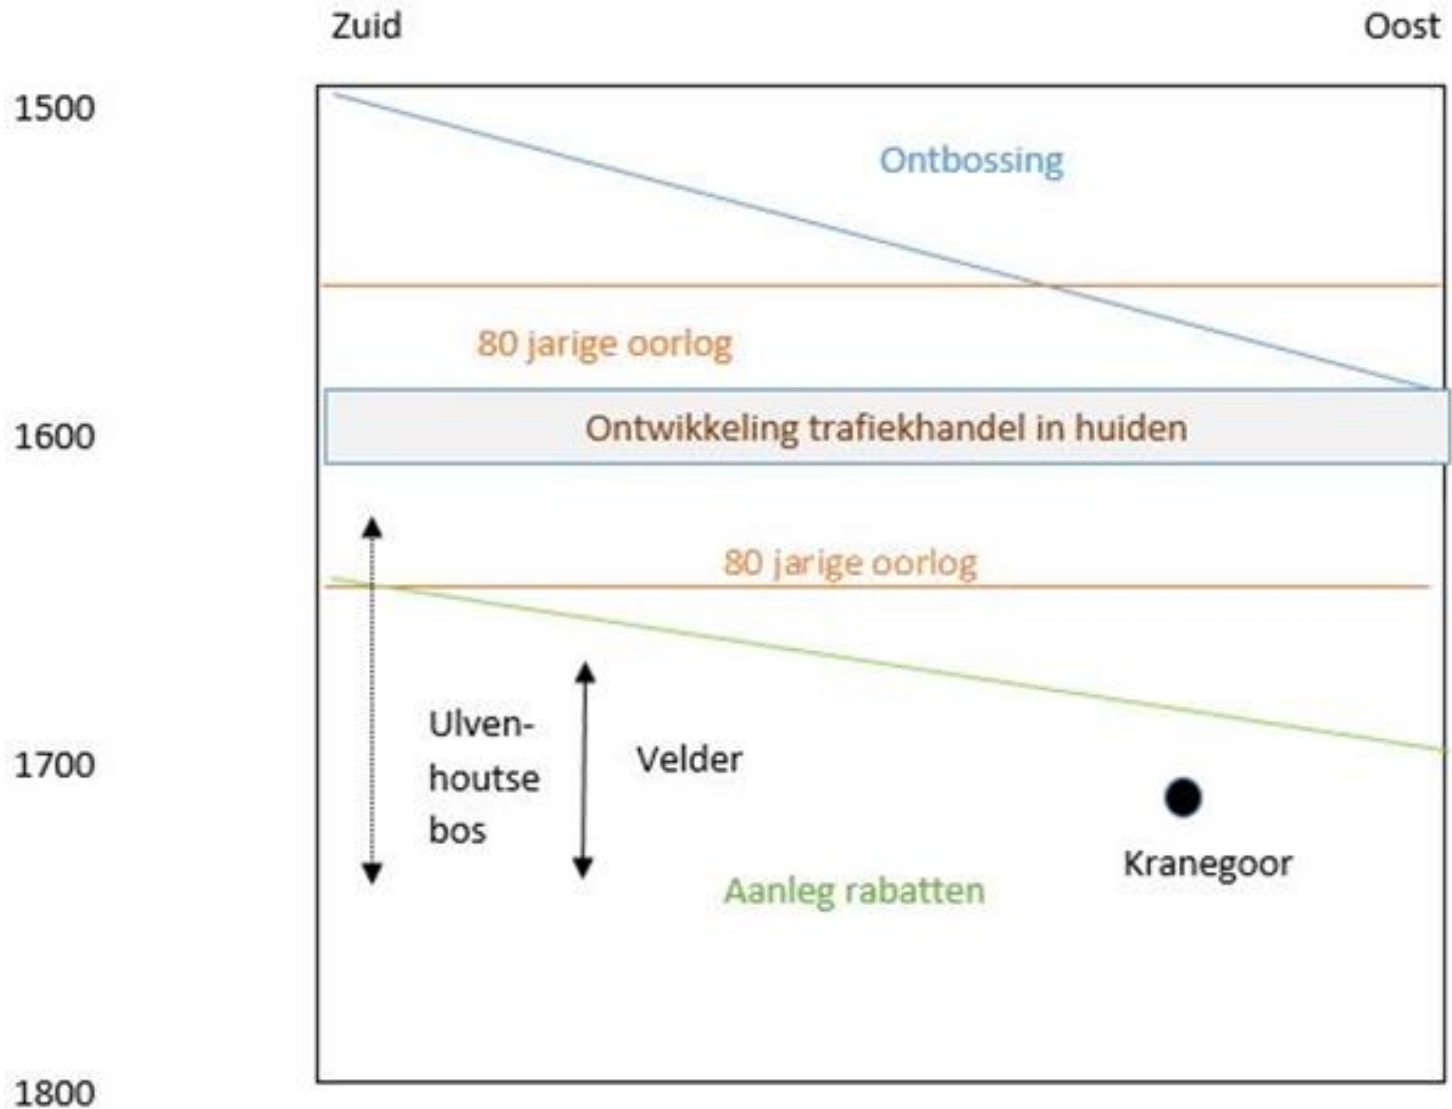 Zuid
Oost
1500
Ontbossing
80 jarige oorlog
1600
Ontwikkeling trafiekhandel in huiden
80 jarige oorlog
Ulven-
houtse
bos
Velder
1700
Kranegoor
Aanleg rabatten
1800